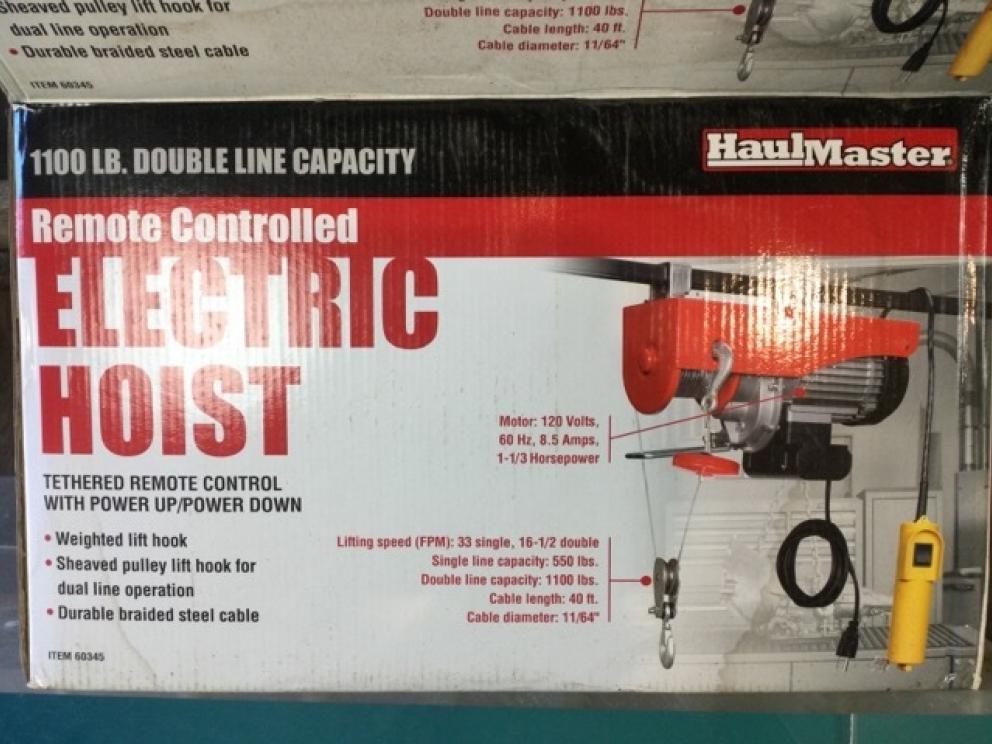 Sheaved pulley lift hook for
dual line operation
• Durable braided steel cable
ITEM 60345
Double line capacity: 1100 lbs.
Cable length: 40 ft.
Cable diameter: 11/64"
1100 LB. DOUBLE LINE CAPACITY
HaulMaster
Remote Controlled
ELECTRIC
HOIST
Motor: 120 Volts,
60 Hz, 8.5 Amps,
1-1/3 Horsepower
TETHERED REMOTE CONTROL
WITH POWER UP/POWER DOWN
• Weighted lift hook
• Sheaved pulley lift hook for
dual line operation
• Durable braided steel cable
Lifting speed (FPM): 33 single, 16-1/2 double
Single line capacity: 550 lbs.
Double line capacity: 1100 lbs.
Cable length: 40 ft.
Cable diameter: 11/64"
ITEM 60345